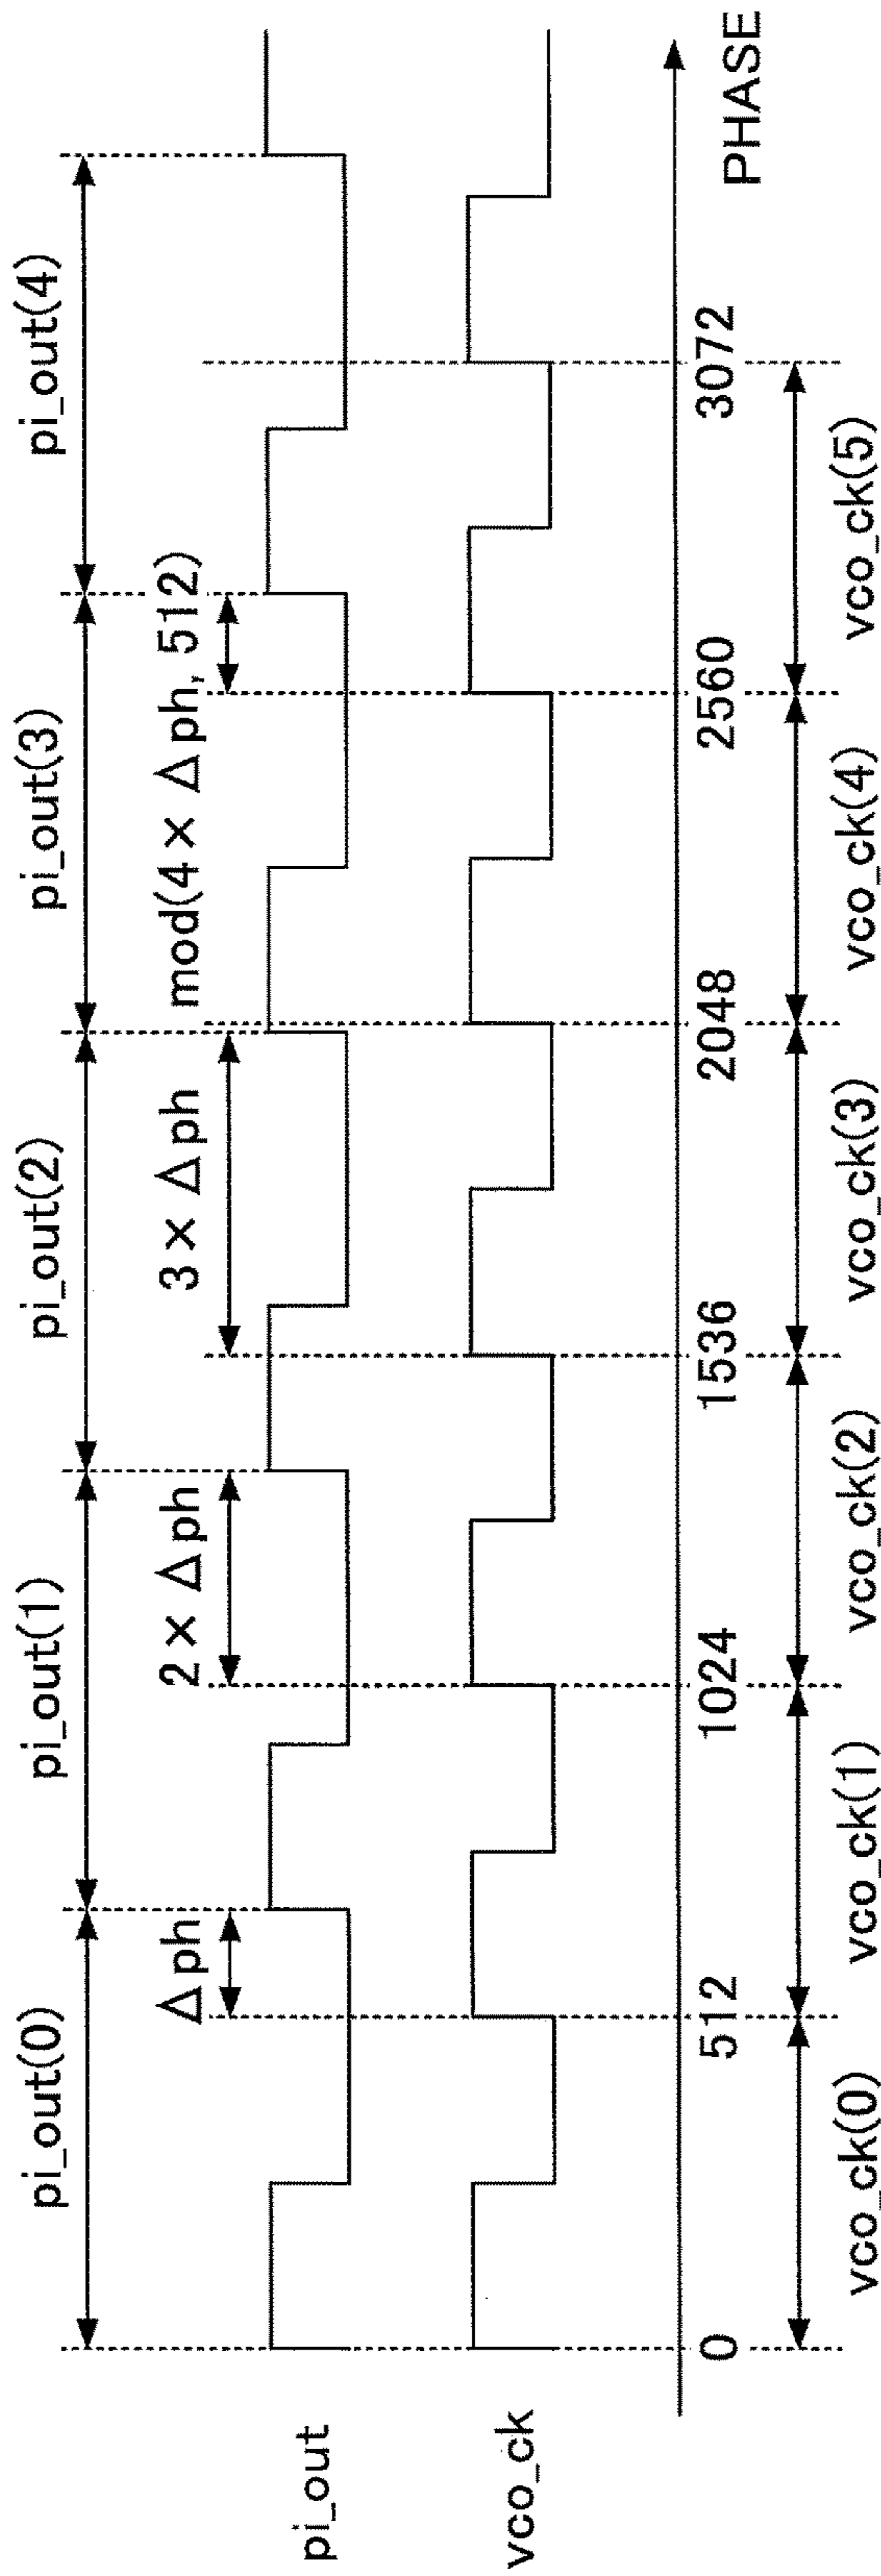 pi_out(0) pi_out(1) pi_out(2) pi_out(3) pi_out(4)
Δph 2×Δph 3×Δph mod(4×Δph, 512)
pi_out
vco_ck
0 512 1024 1536 2048 2560 3072 PHASE
vco_ck(0) vco_ck(1) vco_ck(2) vco_ck(3) vco_ck(4) vco_ck(5)